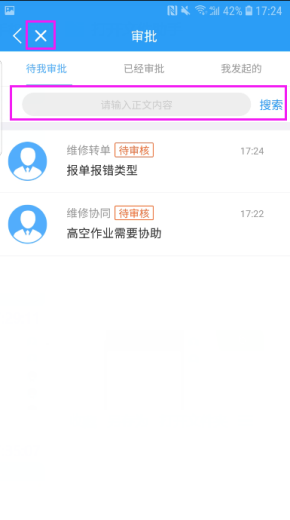 42% 17:24
审批
待我审批 已经审批 我发起的
请输入正文内容 搜索
维修转单 待审核 17:24
报单报错类型
维修协同 待审核 17:22
高空作业需要协助